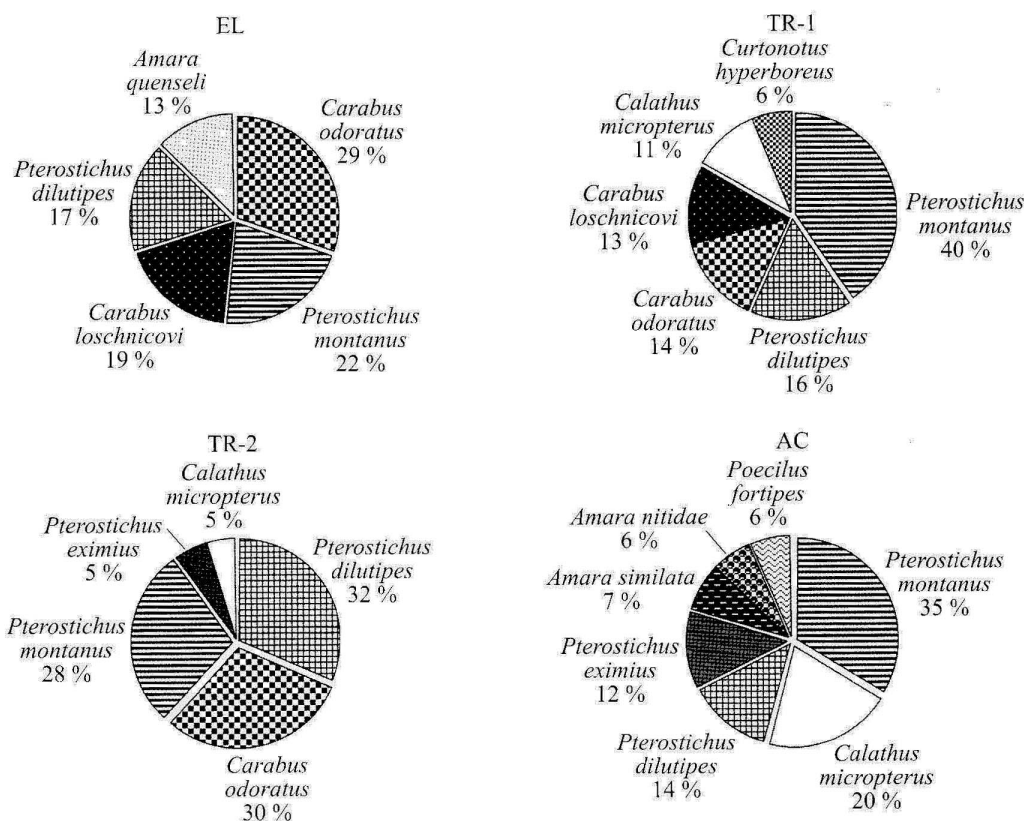 EL
Amara
quenseli
13 %
Carabus
odoratus
29 %
Pterostichus
dilutipes
17 %
Carabus
loschnicovi
19 %
Pterostichus
montanus
22 %
TR-1
Curtonotus
hyperboreus
6 %
Calathus
micropterus
11 %
Carabus
loschnicovi
13 %
Pterostichus
montanus
40 %
Carabus
odoratus
14 %
Pterostichus
dilutipes
16 %
TR-2
Calathus
micropterus
5 %
Pterostichus
eximius
5 %
Pterostichus
dilutipes
32 %
Pterostichus
montanus
28 %
Carabus
odoratus
30 %
AC
Poecilus
fortipes
6 %
Amara nitidae
6 %
Amara similata
7 %
Pterostichus
montanus
35 %
Pterostichus
eximius
12 %
Pterostichus
dilutipes
14 %
Calathus
micropterus
20 %